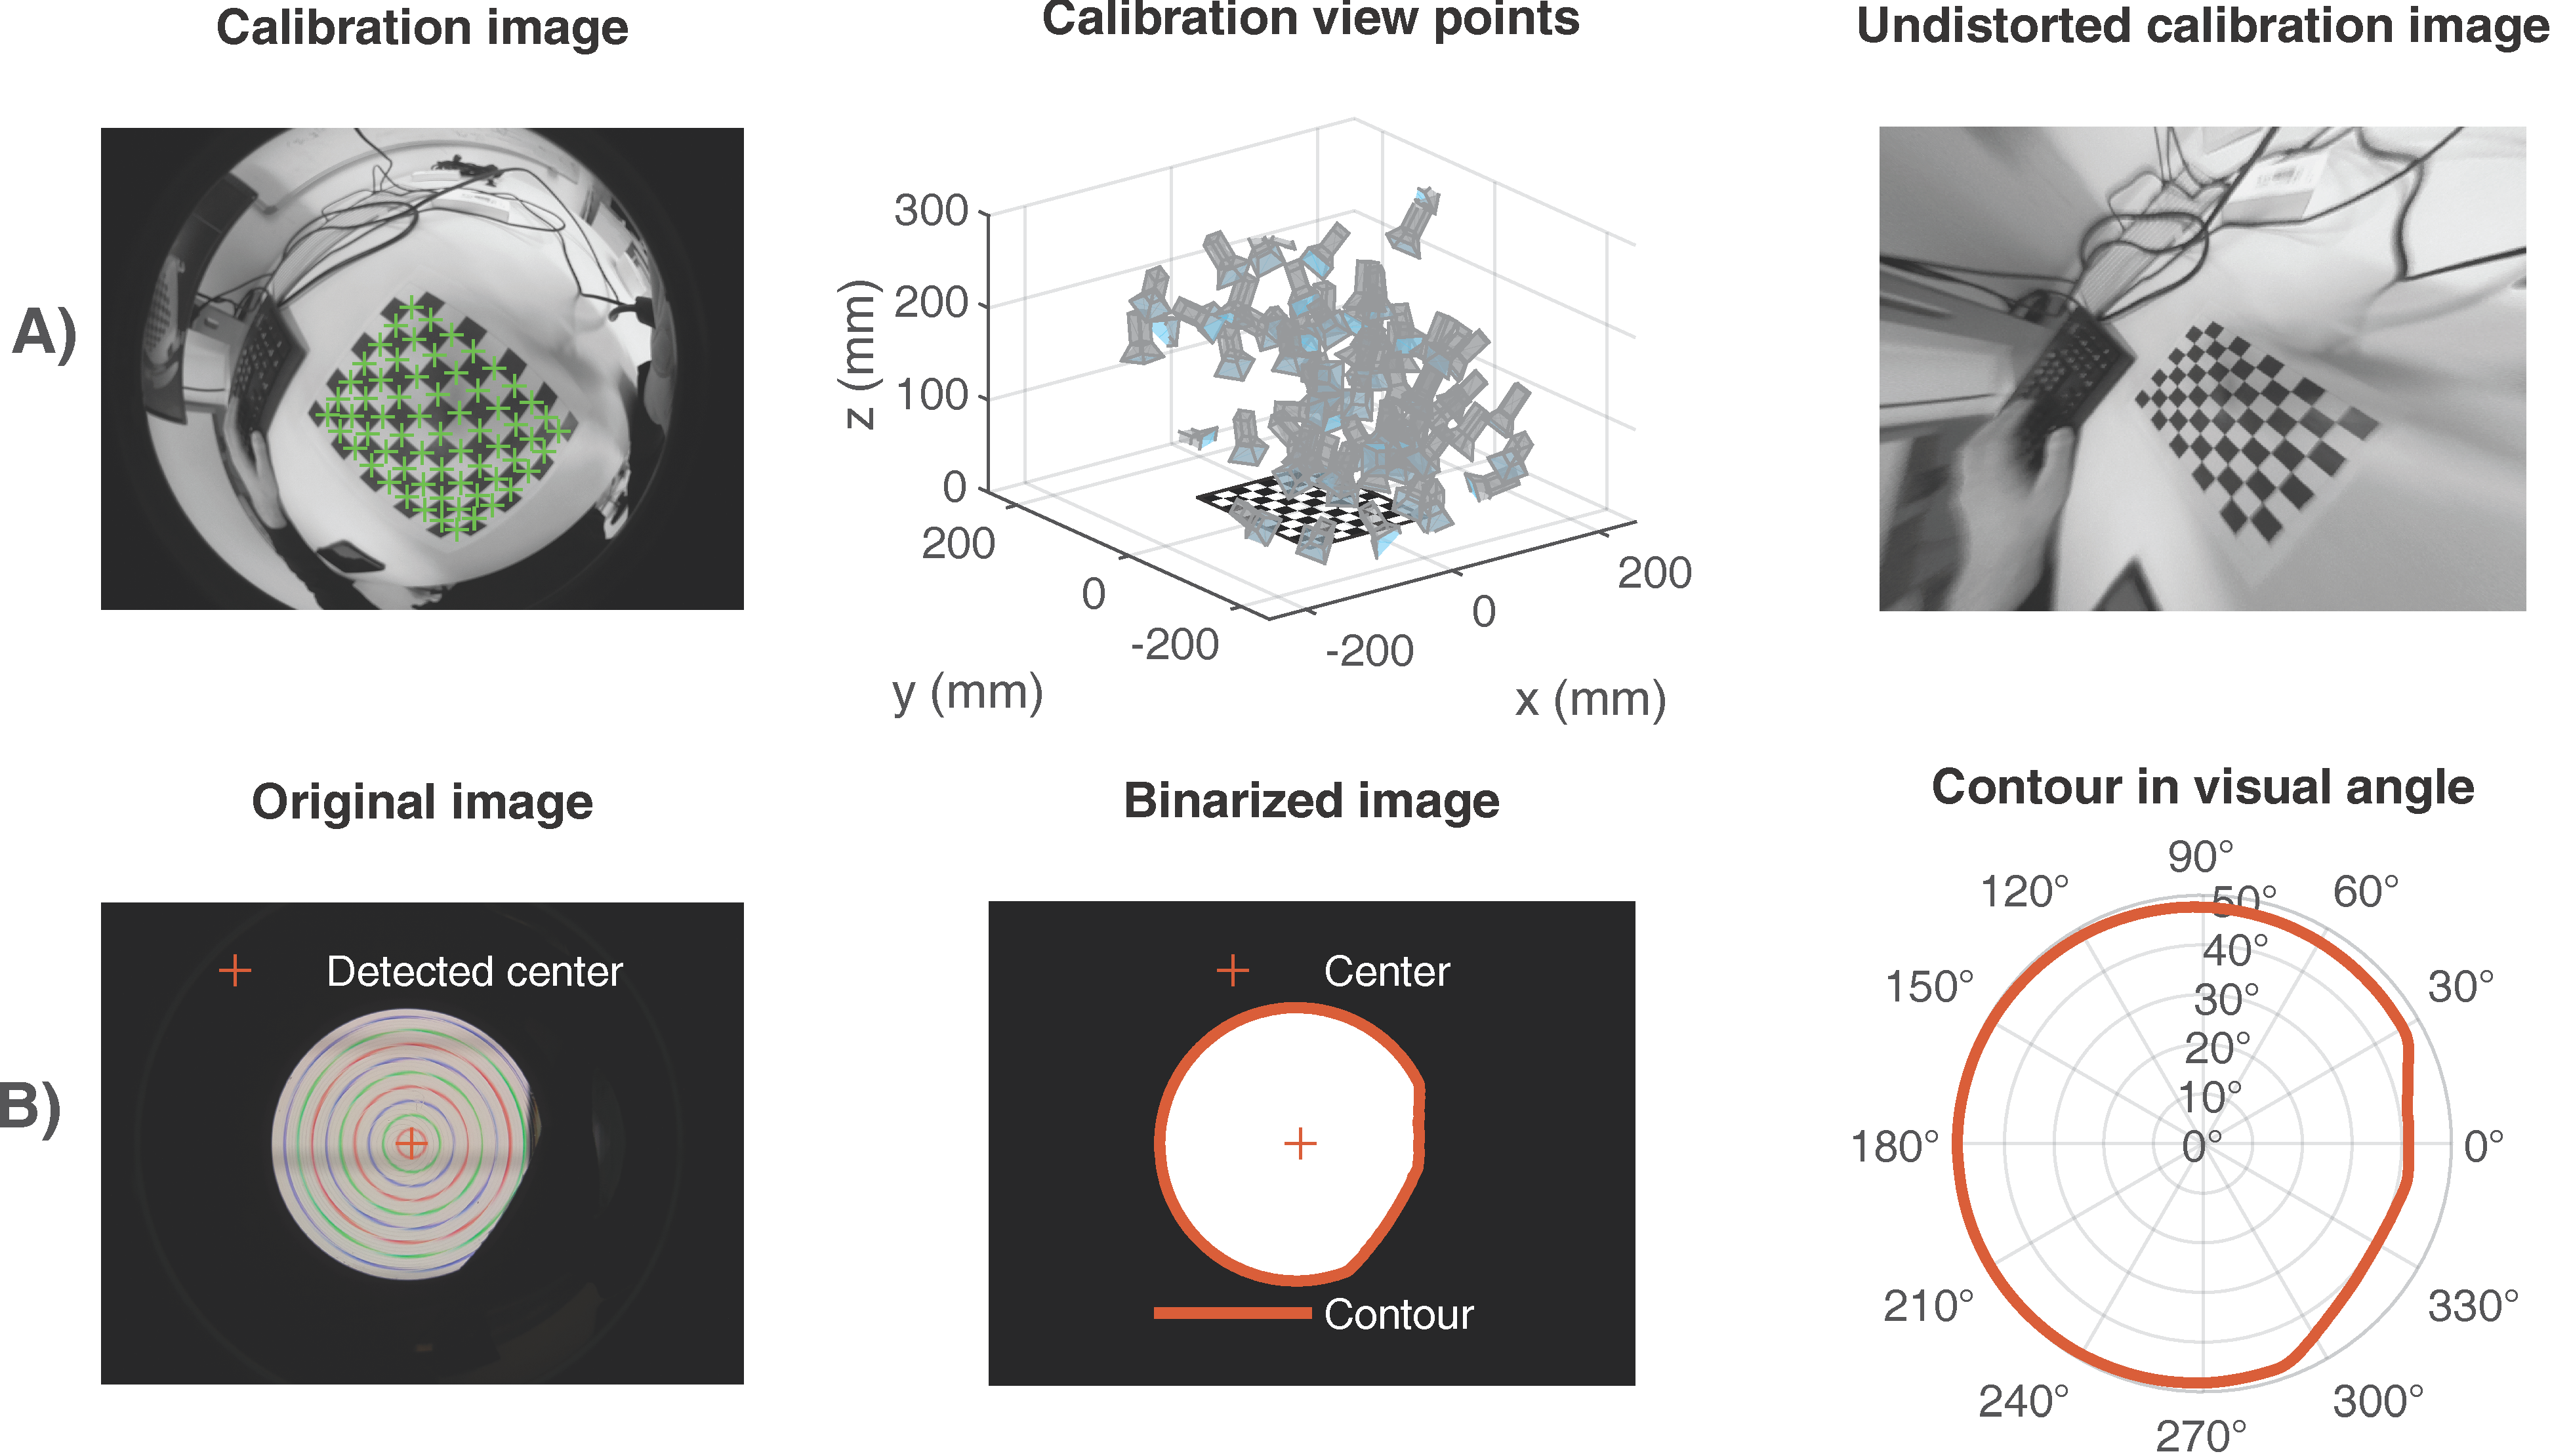 Calibration image
Calibration view points
Undistorted calibration image
A)
300
200
100
0
z (mm)
200
0
-200
y (mm)
-200
0
200
x (mm)
Original image
Binarized image
Contour in visual angle
B)
Detected center
Center
Contour
90°
120°
60°
50°
40°
150°
30°
30°
20°
10°
180°
0°
0°
210°
330°
240°
300°
270°